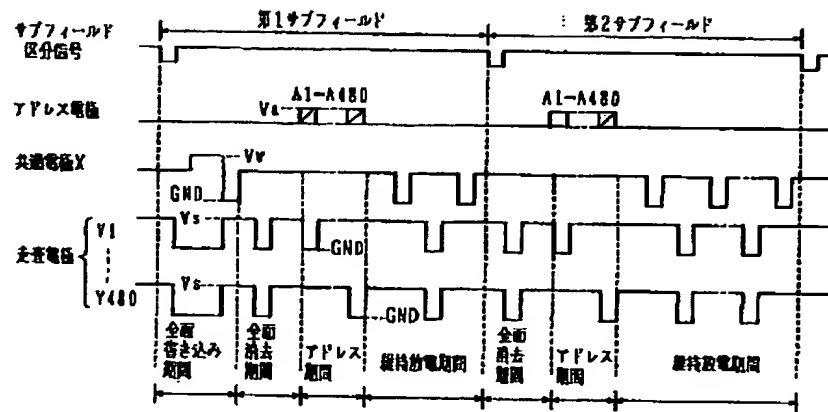 第1サブフィールド
第2サブフィールド
サブフィールド
区分信号
A1-A480
A1-A480
アドレス電極
Va
共通電極X
Vw
GND
Vs
Y1
GND
走査電極
Vs
Y480
GND
全面
書き込み
期間
全面
消去
期間
アドレス
期間
維持放電期間
全面
消去
期間
アドレス
期間
維持放電期間